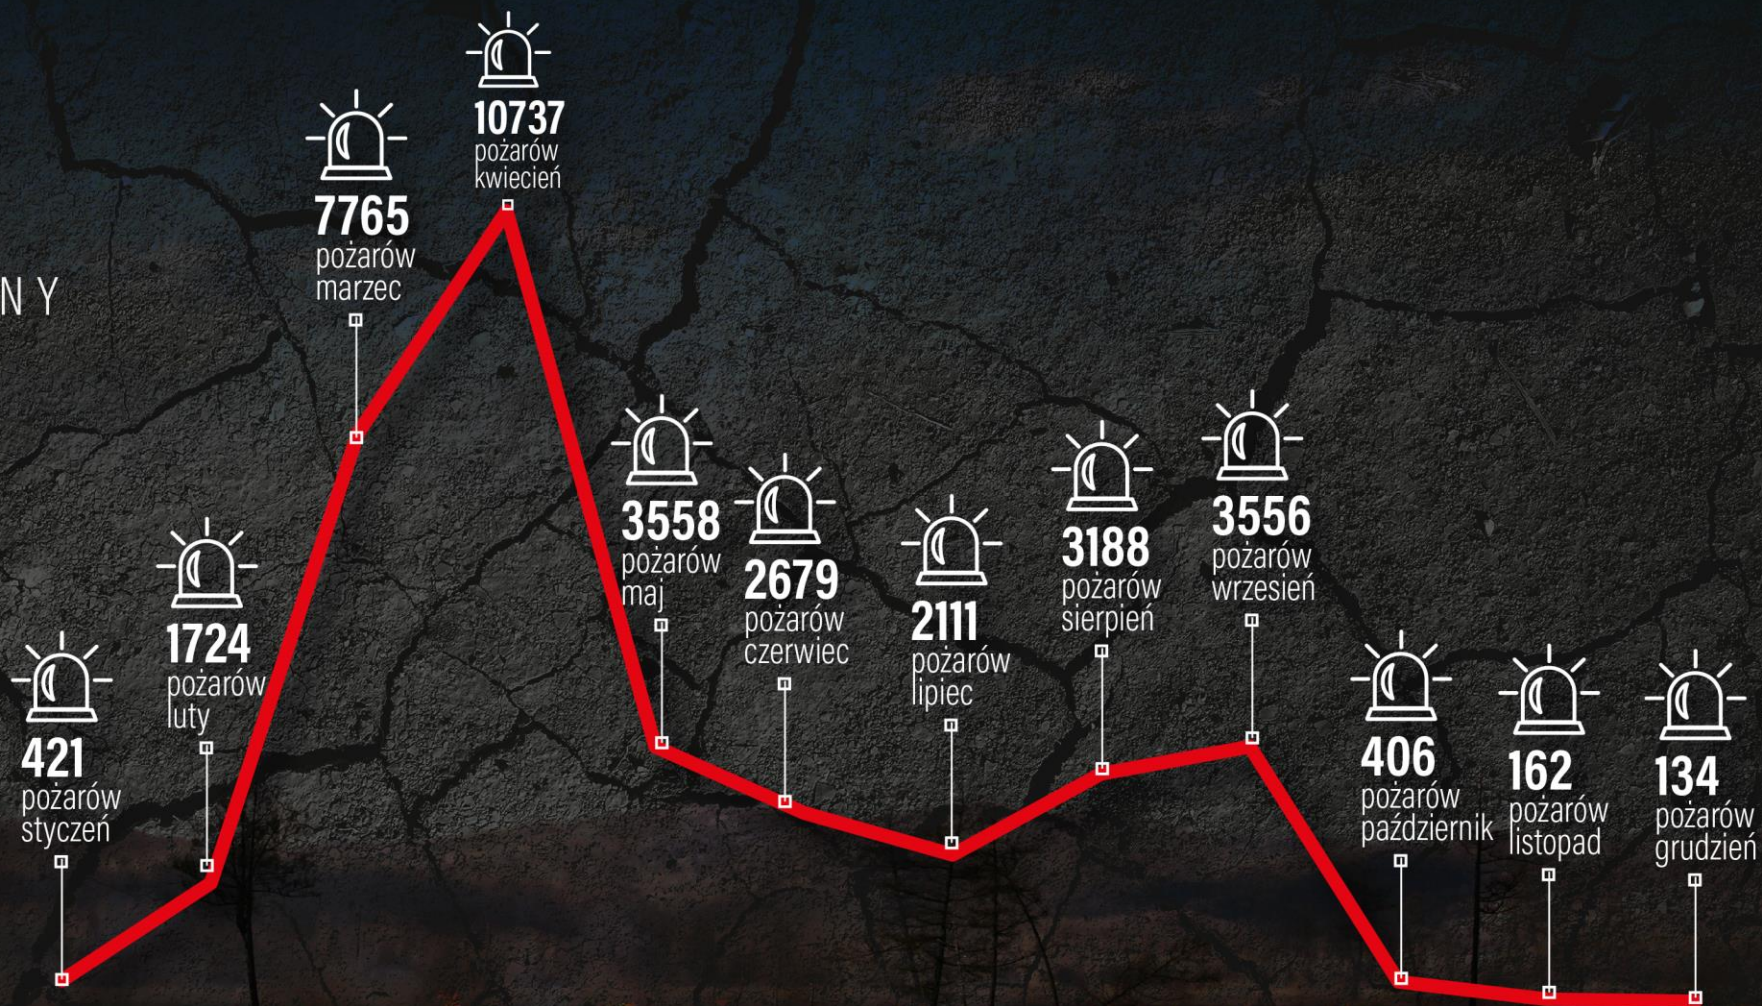 NY
421
pożarów
styczeń
1724
pożarów
luty
7765
pożarów
marzec
10737
pożarów
kwiecień
3558
pożarów
maj
2679
pożarów
czerwiec
2111
pożarów
lipiec
3188
pożarów
sierpień
3556
pożarów
wrzesień
406
pożarów
październik
162
pożarów
listopad
134
pożarów
grudzień